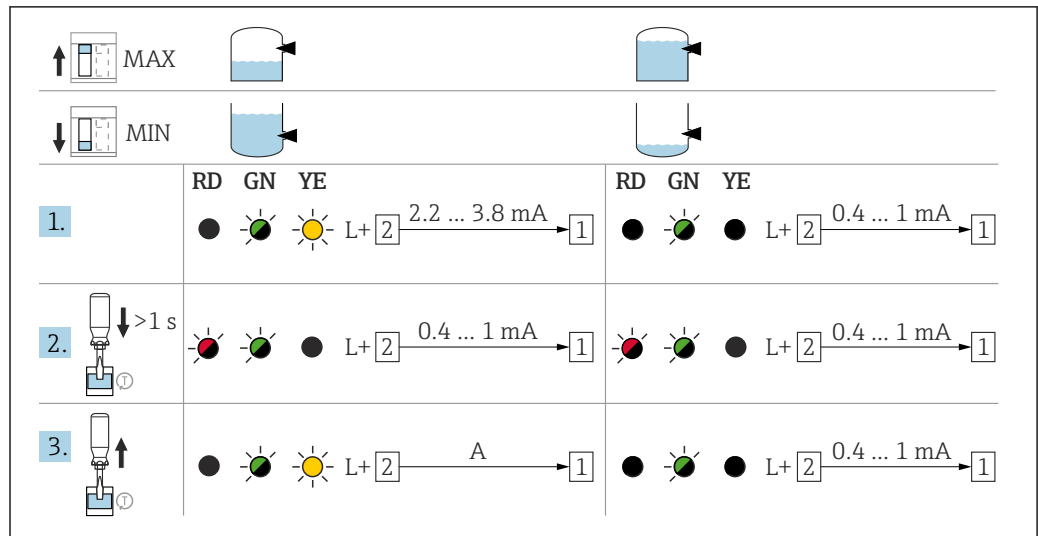 MAX
MIN
RD GN YE RD GN YE
1. L+ 2 2.2 ... 3.8 mA 1 L+ 2 0.4 ... 1 mA 1
2. >1 s T L+ 2 0.4 ... 1 mA 1 L+ 2 0.4 ... 1 mA 1
3. T L+ 2 A 1 L+ 2 0.4 ... 1 mA 1